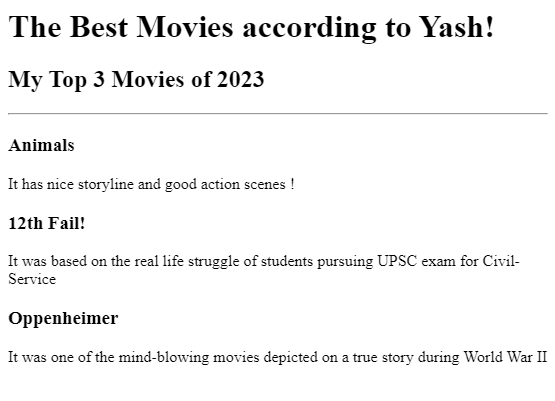 The Best Movies according to Yash!
My Top 3 Movies of 2023
Animals
It has nice storyline and good action scenes !
12th Fail!
It was based on the real life struggle of students pursuing UPSC exam for Civil-
Service
Oppenheimer
It was one of the mind-blowing movies depicted on a true story during World War II